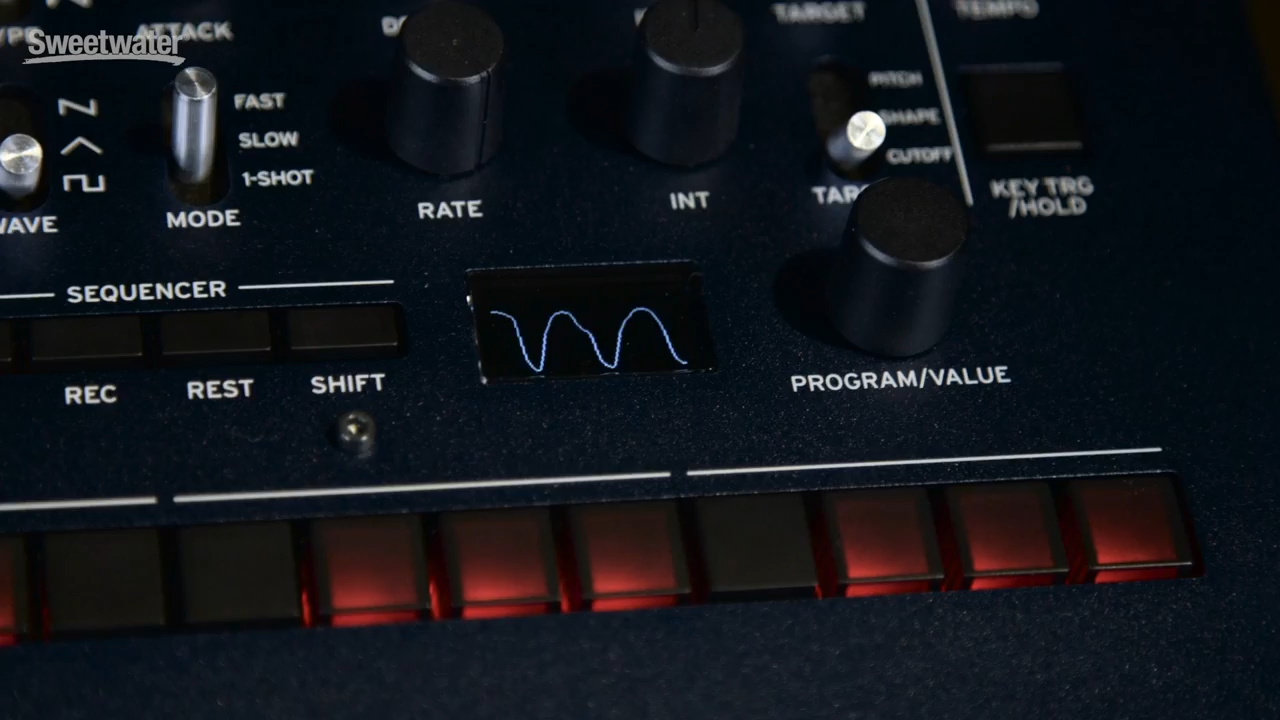 Sweetwater
ATTACK
TARGET
TEMPO
PITCH
FAST
SHAPE
SLOW
CUTOFF
1-SHOT
MODE
RATE
INT
KEY TRG
/HOLD
SEQUENCER
REC
REST
SHIFT
PROGRAM/VALUE